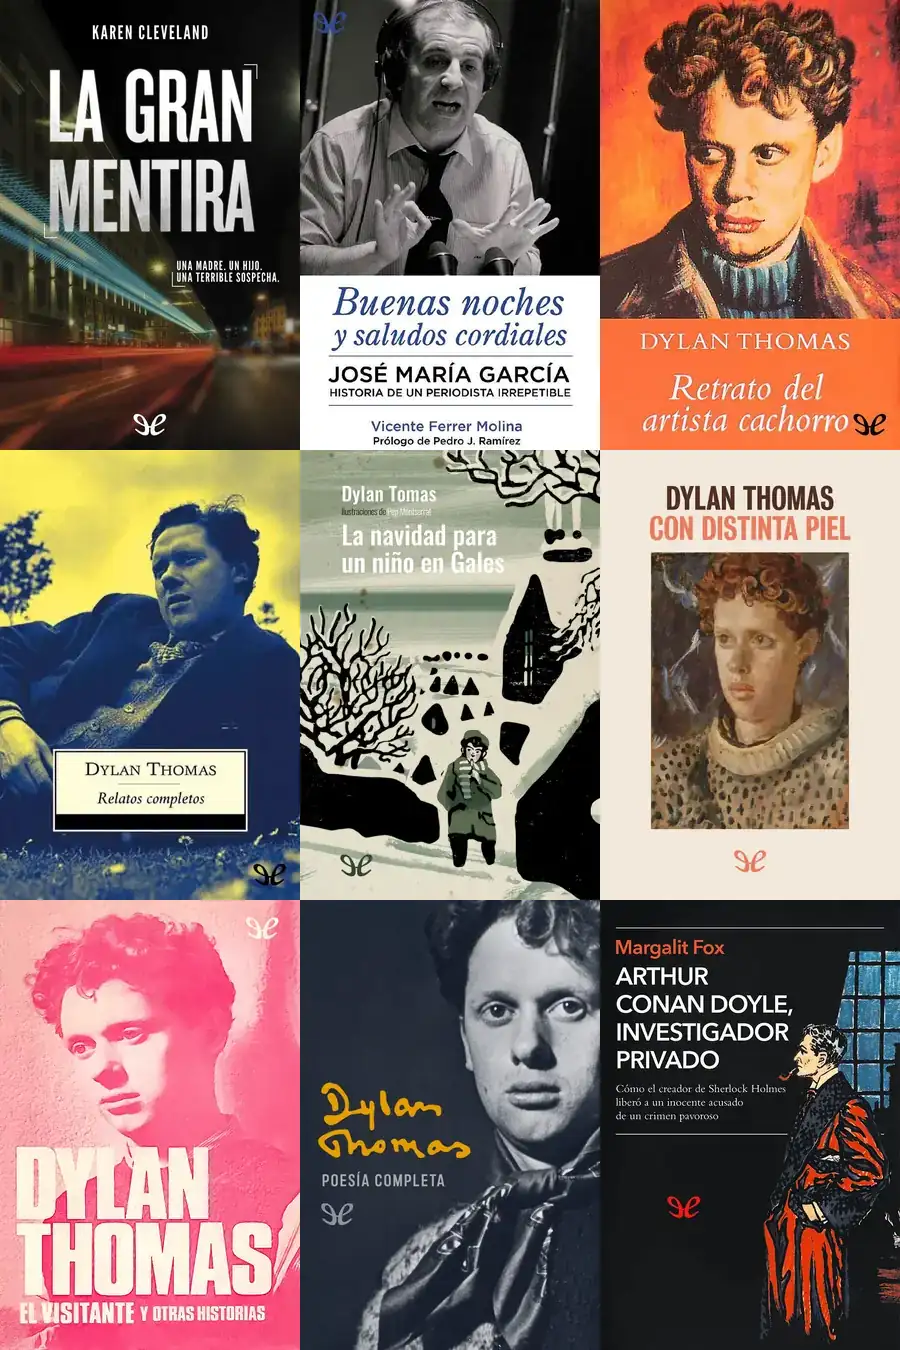 KAREN CLEVELAND
LA GRAN
MENTIRA
UNA MADRE. UN HIJO.
UNA TERRIBLE SOSPECHA.
Buenas noches
y saludos cordiales
JOSÉ MARÍA GARCÍA
HISTORIA DE UN PERIODISTA IRREPETIBLE
Vicente Ferrer Molina
Prólogo de Pedro J. Ramírez
DYLAN THOMAS
Retrato del
artista cachorro
DYLAN THOMAS
Relatos completos
Dylan Tomas
Ilustraciones de Pep Montserrat
La navidad para
un niño en Gales
DYLAN THOMAS
CON DISTINTA PIEL
DYLAN
THOMAS
EL VISITANTE Y OTRAS HISTORIAS
Dylan
Thomas
POESÍA COMPLETA
Margalit Fox
ARTHUR
CONAN DOYLE,
INVESTIGADOR
PRIVADO
Cómo el creador de Sherlock Holmes
liberó a un inocente acusado
de un crimen pavoroso